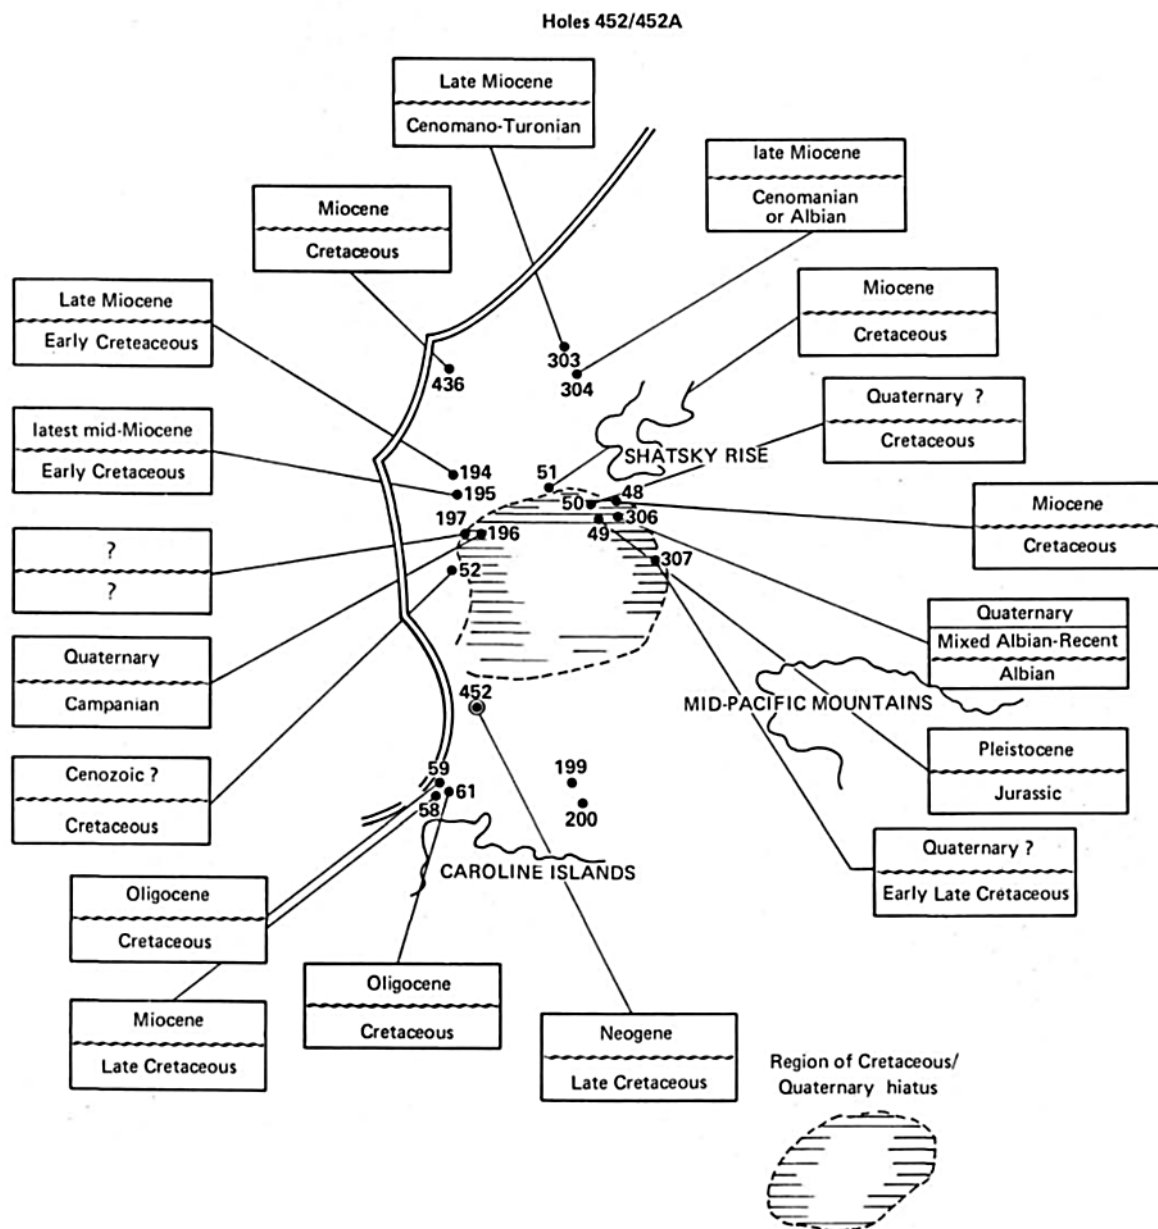 Holes 452/452A
Late Miocene
Cenomano-Turonian
late Miocene
Cenomanian
or Albian
Miocene
Cretaceous
Late Miocene
Early Creteaceous
Miocene
Cretaceous
303
304
436
Quaternary ?
Cretaceous
latest mid-Miocene
Early Cretaceous
SHATSKY RISE
194
195
51
50
48
306
49
197
196
307
52
Miocene
Cretaceous
?
?
Quaternary
Mixed Albian-Recent
Albian
Quaternary
Campanian
452
MID-PACIFIC MOUNTAINS
Pleistocene
Jurassic
Cenozoic ?
Cretaceous
59
61
58
199
200
CAROLINE ISLANDS
Quaternary ?
Early Late Cretaceous
Oligocene
Cretaceous
Oligocene
Cretaceous
Miocene
Late Cretaceous
Neogene
Late Cretaceous
Region of Cretaceous/
Quaternary hiatus